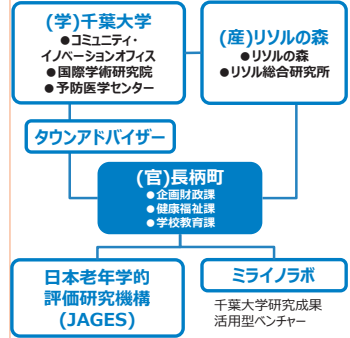 (学)千葉大学
●コミュニティ・
イノベーションオフィス
●国際学術研究院
●予防医学センター
(産)リソルの森
●リソルの森
●リソル総合研究所
タウンアドバイザー
(官)長柄町
●企画財政課
●健康福祉課
●学校教育課
日本老年学的
評価研究機構
(JAGES)
ミライノラボ
千葉大学研究成果
活用型ベンチャー